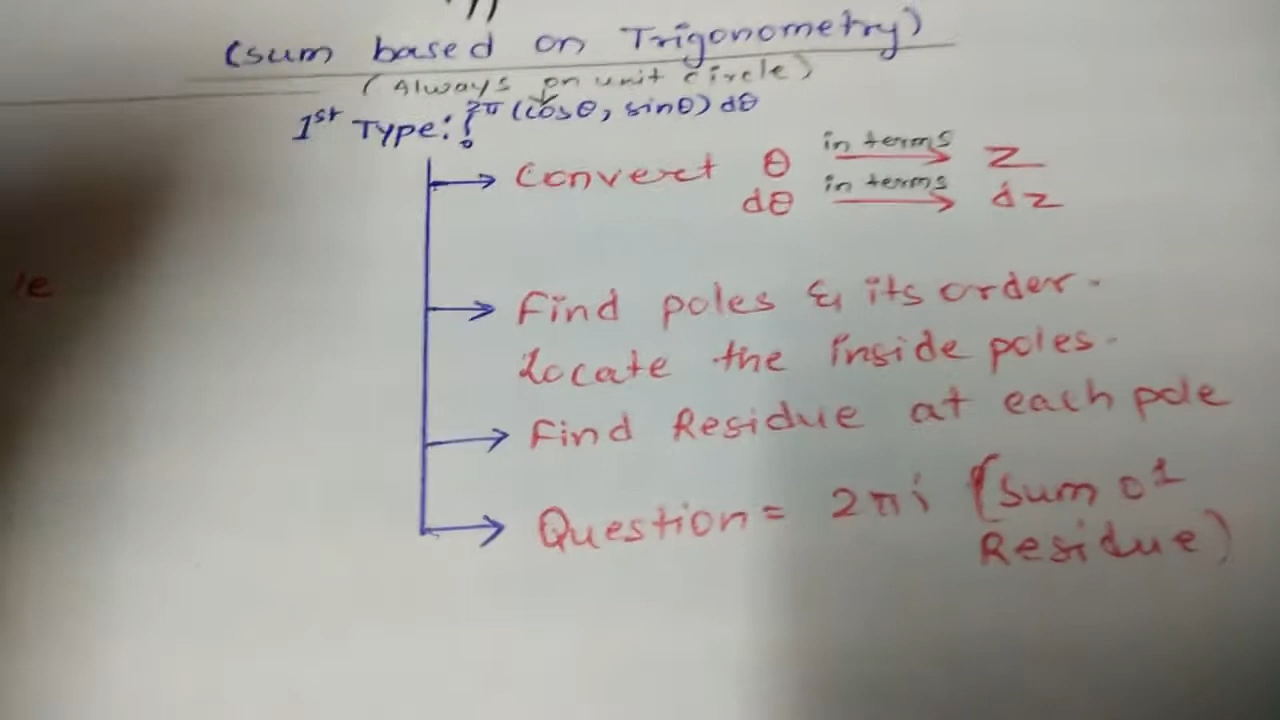 (sum based on Trigonometry)
(Always on unit circle)
1st Type: ∫₀^2π (cosθ, sinθ) dθ
→ Convert θ in terms → Z
dθ in terms → dz
→ Find poles & its order.
Locate the inside poles.
→ Find Residue at each pole
→ Question = 2πi (Sum of
Residue)